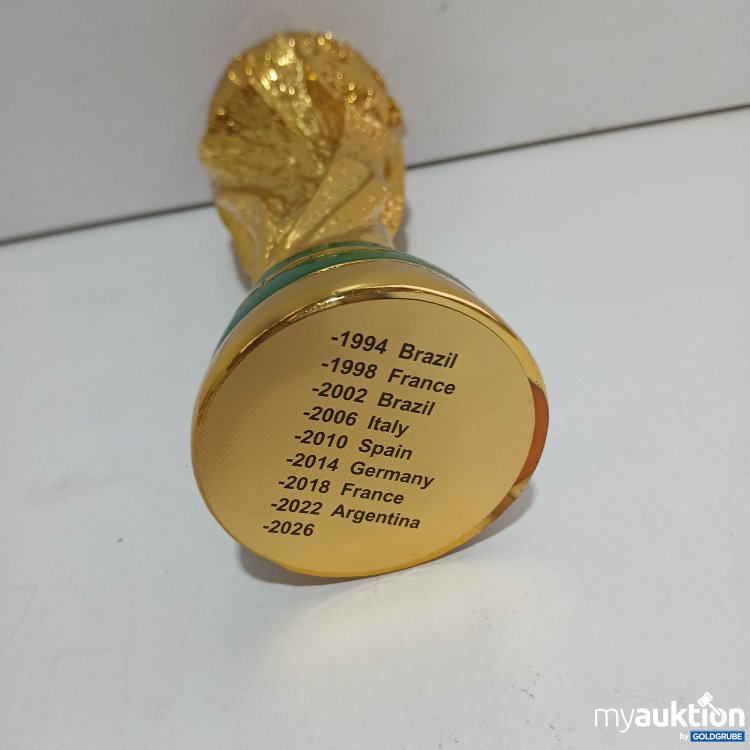 -1994 Brazil
-1998 France
-2002 Brazil
-2006 Italy
-2010 Spain
-2014 Germany
-2018 France
-2022 Argentina
-2026
myauktion
by GOLDGRUBE